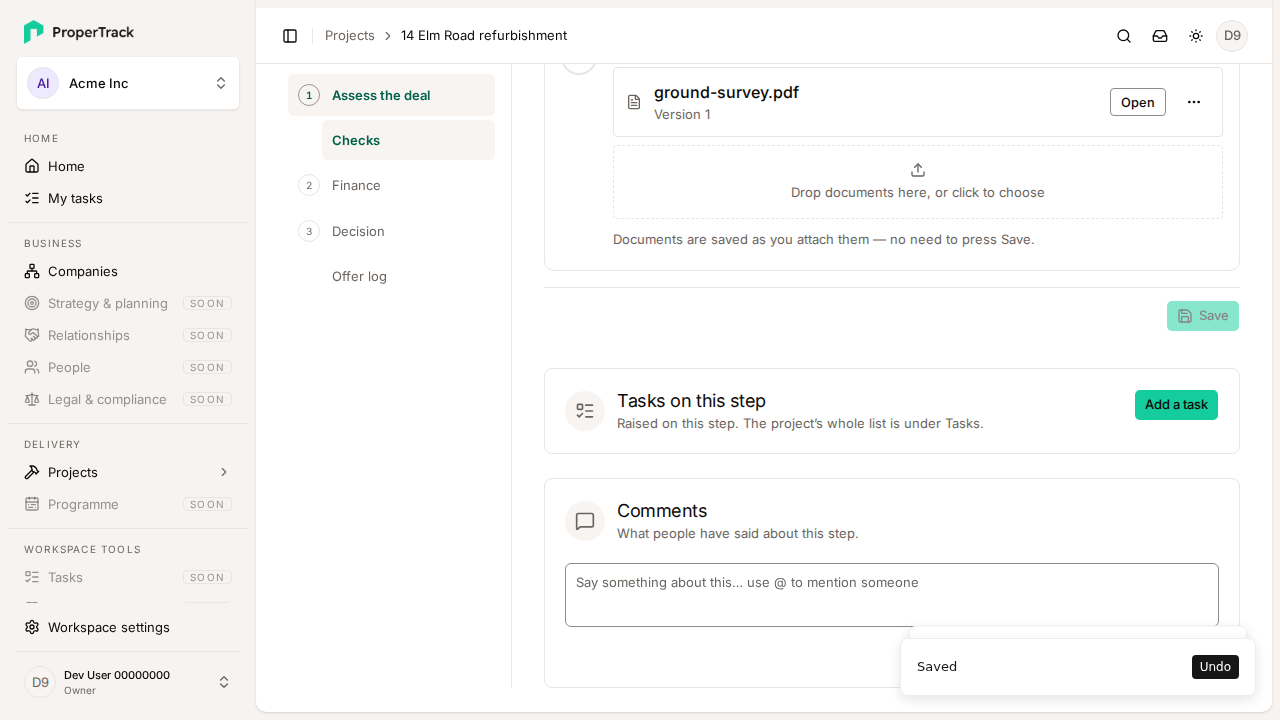 ProperTrack
AI
Acme Inc
HOME
Home
My tasks
BUSINESS
Companies
Strategy & planning SOON
Relationships SOON
People SOON
Legal & compliance SOON
DELIVERY
Projects
Programme SOON
WORKSPACE TOOLS
Tasks SOON
Workspace settings
D9
Dev User 00000000
Owner
Projects
14 Elm Road refurbishment
D9
1 Assess the deal
Checks
2 Finance
3 Decision
Offer log
ground-survey.pdf
Version 1
Open
Drop documents here, or click to choose
Documents are saved as you attach them — no need to press Save.
Save
Tasks on this step
Raised on this step. The project’s whole list is under Tasks.
Add a task
Comments
What people have said about this step.
Say something about this... use @ to mention someone
Saved
Undo